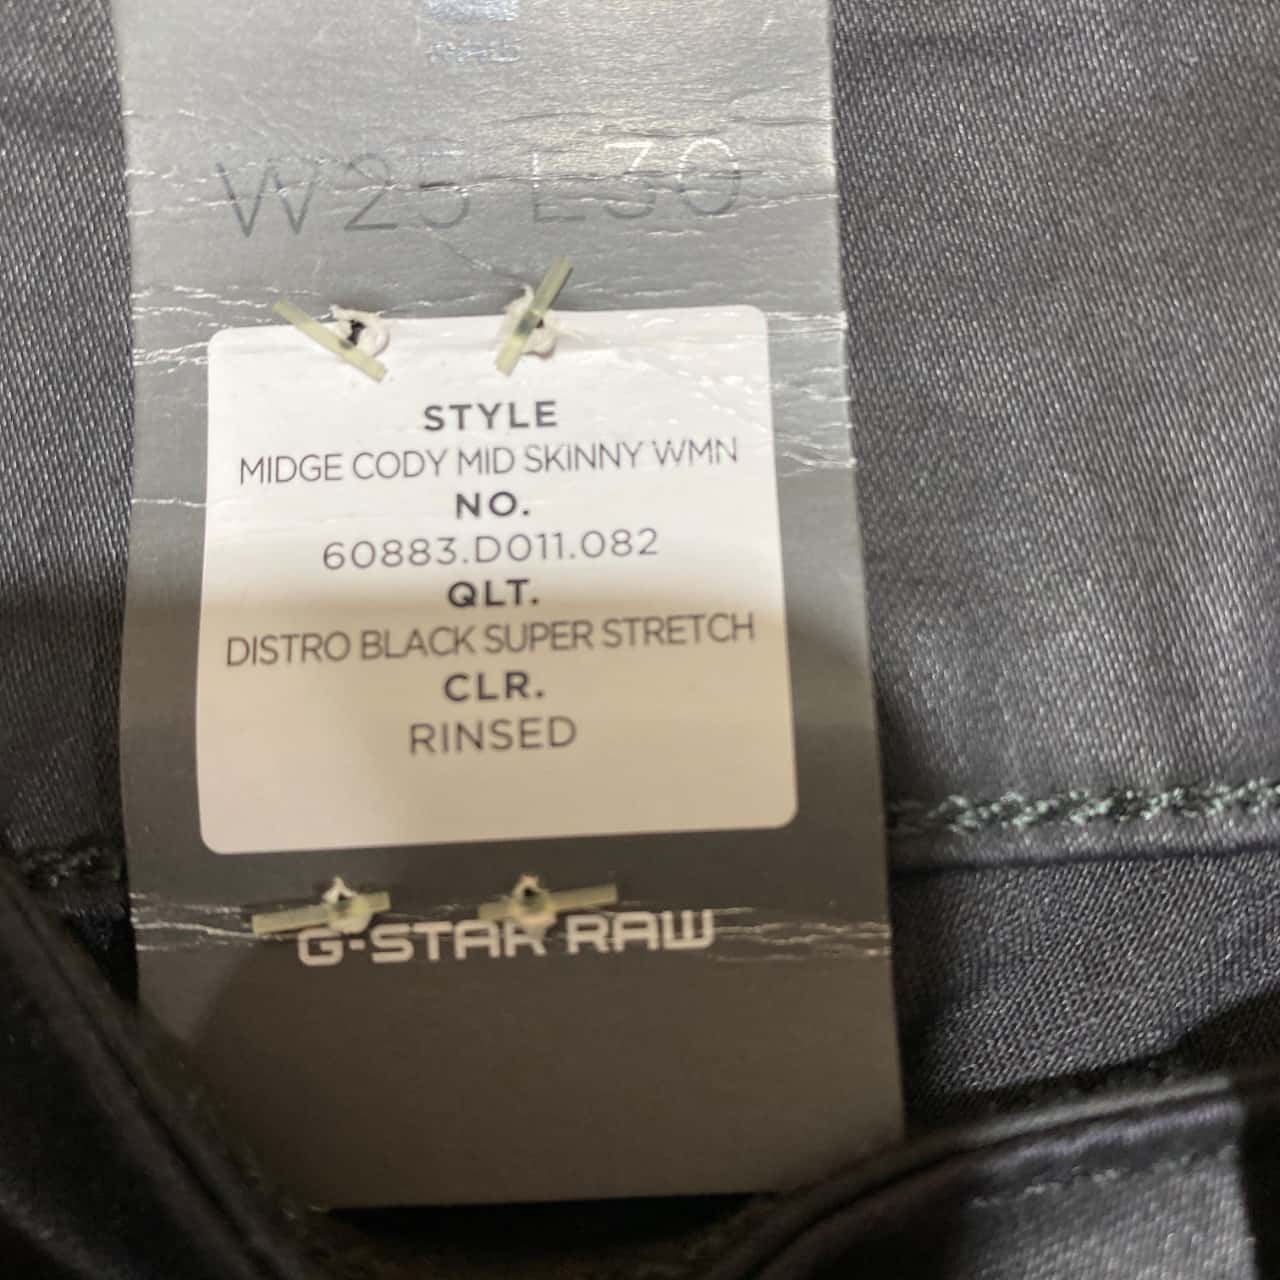 W25 L30
STYLE
MIDGE CODY MID SKINNY WMN
NO.
60883.D011.082
QLT.
DISTRO BLACK SUPER STRETCH
CLR.
RINSED
G-STAR RAW